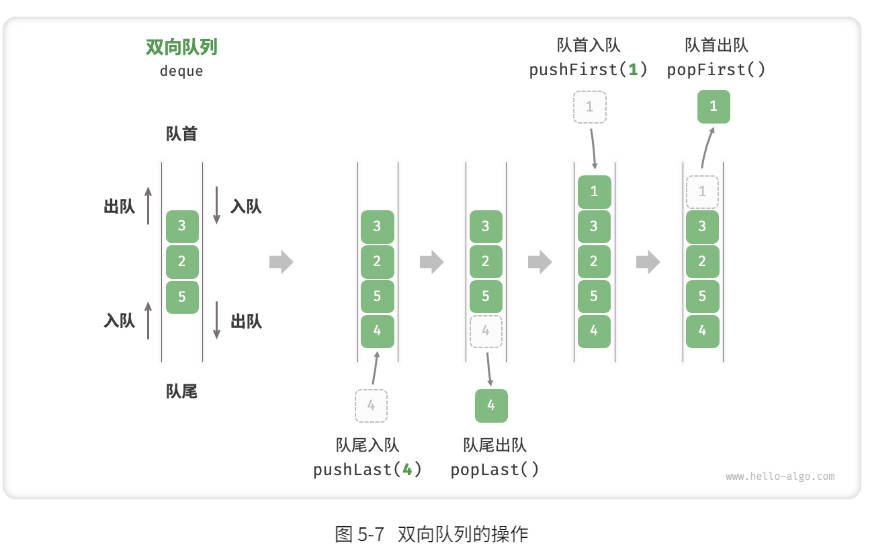 双向队列
deque
队首
出队
入队
3
2
5
入队
出队
队尾
3
2
5
4
4
队尾入队
pushLast(4)
3
2
5
4
4
队尾出队
popLast()
队首入队
pushFirst(1)
1
1
3
2
5
4
队首出队
popFirst()
1
1
3
2
5
4
www.hello-algo.com
图 5-7 双向队列的操作